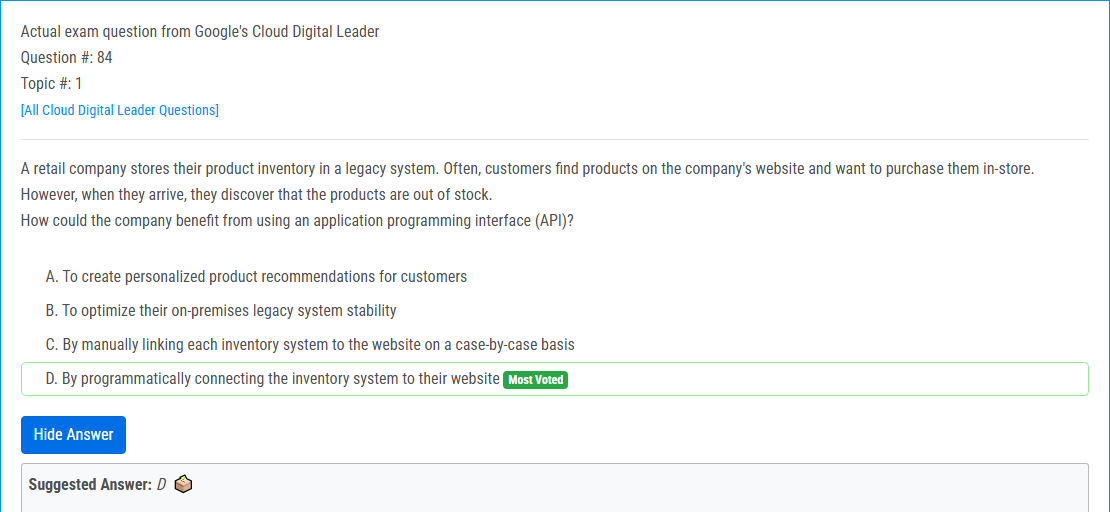 Actual exam question from Google's Cloud Digital Leader
Question #: 84
Topic #: 1
[All Cloud Digital Leader Questions]
A retail company stores their product inventory in a legacy system. Often, customers find products on the company's website and want to purchase them in-store.
However, when they arrive, they discover that the products are out of stock.
How could the company benefit from using an application programming interface (API)?
A. To create personalized product recommendations for customers
B. To optimize their on-premises legacy system stability
C. By manually linking each inventory system to the website on a case-by-case basis
D. By programmatically connecting the inventory system to their website Most Voted
Hide Answer
Suggested Answer: D